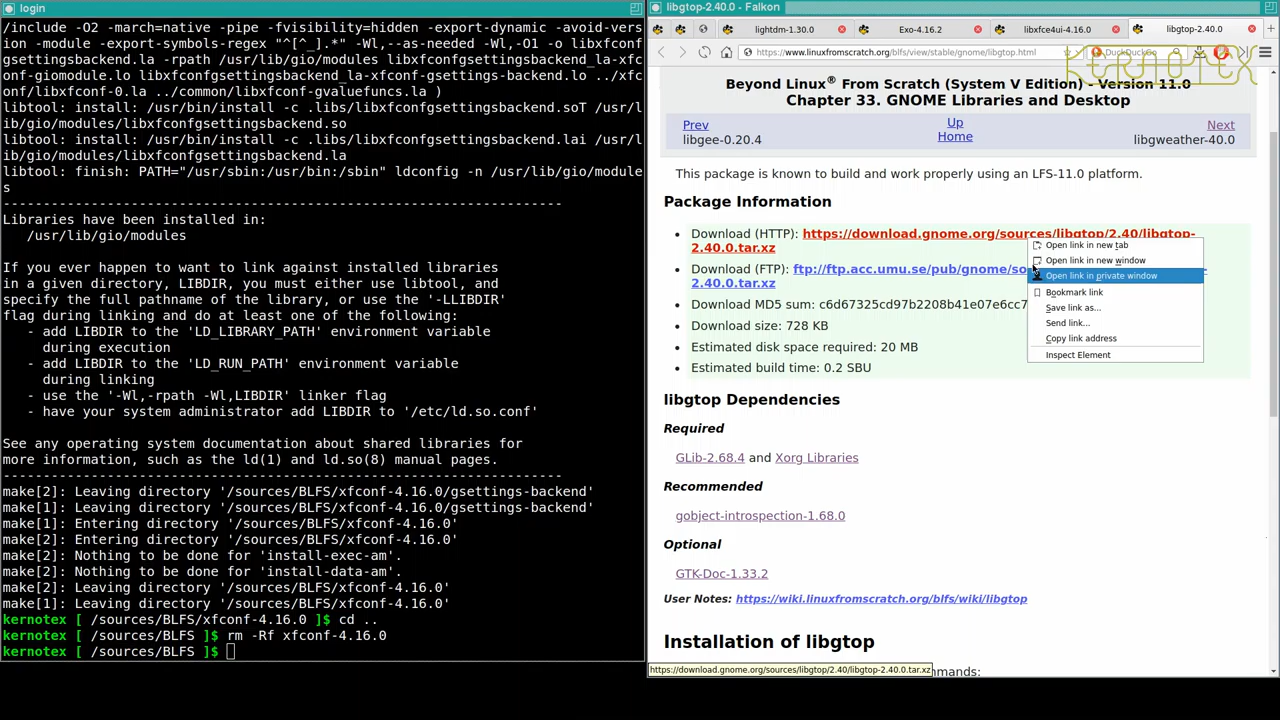 login
/include -O2 -march=native -pipe -fvisibility=hidden -export-dynamic -avoid-vers
ion -module -export-symbols-regex "^[^_].*" -Wl,--as-needed -Wl,-O1 -o libxfconf
gsettingsbackend.la -rpath /usr/lib/gio/modules libxfconfgsettingsbackend_la-xfc
onf-giomodule.lo libxfconfgsettingsbackend_la-xfconf-gsettings-backend.lo ../xfc
onf/libxfconf-0.la ../common/libxfconf-gvaluefuncs.la )
libtool: install: /usr/bin/install -c .libs/libxfconfgsettingsbackend.soT /usr/l
ib/gio/modules/libxfconfgsettingsbackend.so
libtool: install: /usr/bin/install -c .libs/libxfconfgsettingsbackend.lai /usr/l
ib/gio/modules/libxfconfgsettingsbackend.la
libtool: finish: PATH="/usr/sbin:/usr/bin:/sbin" ldconfig -n /usr/lib/gio/module
s
----------------------------------------------------------------------
Libraries have been installed in:
/usr/lib/gio/modules
If you ever happen to want to link against installed libraries
in a given directory, LIBDIR, you must either use libtool, and
specify the full pathname of the library, or use the '-LLIBDIR'
flag during linking and do at least one of the following:
- add LIBDIR to the 'LD_LIBRARY_PATH' environment variable
during execution
- add LIBDIR to the 'LD_RUN_PATH' environment variable
during linking
- use the '-Wl,-rpath -Wl,LIBDIR' linker flag
- have your system administrator add LIBDIR to '/etc/ld.so.conf'
See any operating system documentation about shared libraries for
more information, such as the ld(1) and ld.so(8) manual pages.
----------------------------------------------------------------------
make[2]: Leaving directory '/sources/BLFS/xfconf-4.16.0/gsettings-backend'
make[1]: Leaving directory '/sources/BLFS/xfconf-4.16.0/gsettings-backend'
make[1]: Entering directory '/sources/BLFS/xfconf-4.16.0'
make[2]: Entering directory '/sources/BLFS/xfconf-4.16.0'
make[2]: Nothing to be done for 'install-exec-am'.
make[2]: Nothing to be done for 'install-data-am'.
make[2]: Leaving directory '/sources/BLFS/xfconf-4.16.0'
make[1]: Leaving directory '/sources/BLFS/xfconf-4.16.0'
kernotex [ /sources/BLFS/xfconf-4.16.0 ]$ cd ..
kernotex [ /sources/BLFS ]$ rm -Rf xfconf-4.16.0
kernotex [ /sources/BLFS ]$
libgtop-2.40.0 - Falkon
lightdm-1.30.0 Exo-4.16.2 libxfce4ui-4.16.0 libgtop-2.40.0
https://www.linuxfromscratch.org/blfs/view/stable/gnome/libgtop.html DuckDuckGo
KERNOTEX
Beyond Linux® From Scratch (System V Edition) - Version 11.0
Chapter 33. GNOME Libraries and Desktop
Prev Up Next
libgee-0.20.4 Home libgweather-40.0
This package is known to build and work properly using an LFS-11.0 platform.
Package Information
Download (HTTP): https://download.gnome.org/sources/libgtop/2.40/libgtop-
2.40.0.tar.xz
Download (FTP): ftp://ftp.acc.umu.se/pub/gnome/so
2.40.0.tar.xz
Download MD5 sum: c6d67325cd97b2208b41e07e6cc7
Download size: 728 KB
Estimated disk space required: 20 MB
Estimated build time: 0.2 SBU
Open link in new tab
Open link in new window
Open link in private window
Bookmark link
Save link as...
Send link...
Copy link address
Inspect Element
libgtop Dependencies
Required
GLib-2.68.4 and Xorg Libraries
Recommended
gobject-introspection-1.68.0
Optional
GTK-Doc-1.33.2
User Notes: https://wiki.linuxfromscratch.org/blfs/wiki/libgtop
Installation of libgtop
https://download.gnome.org/sources/libgtop/2.40/libgtop-2.40.0.tar.xz mmands: